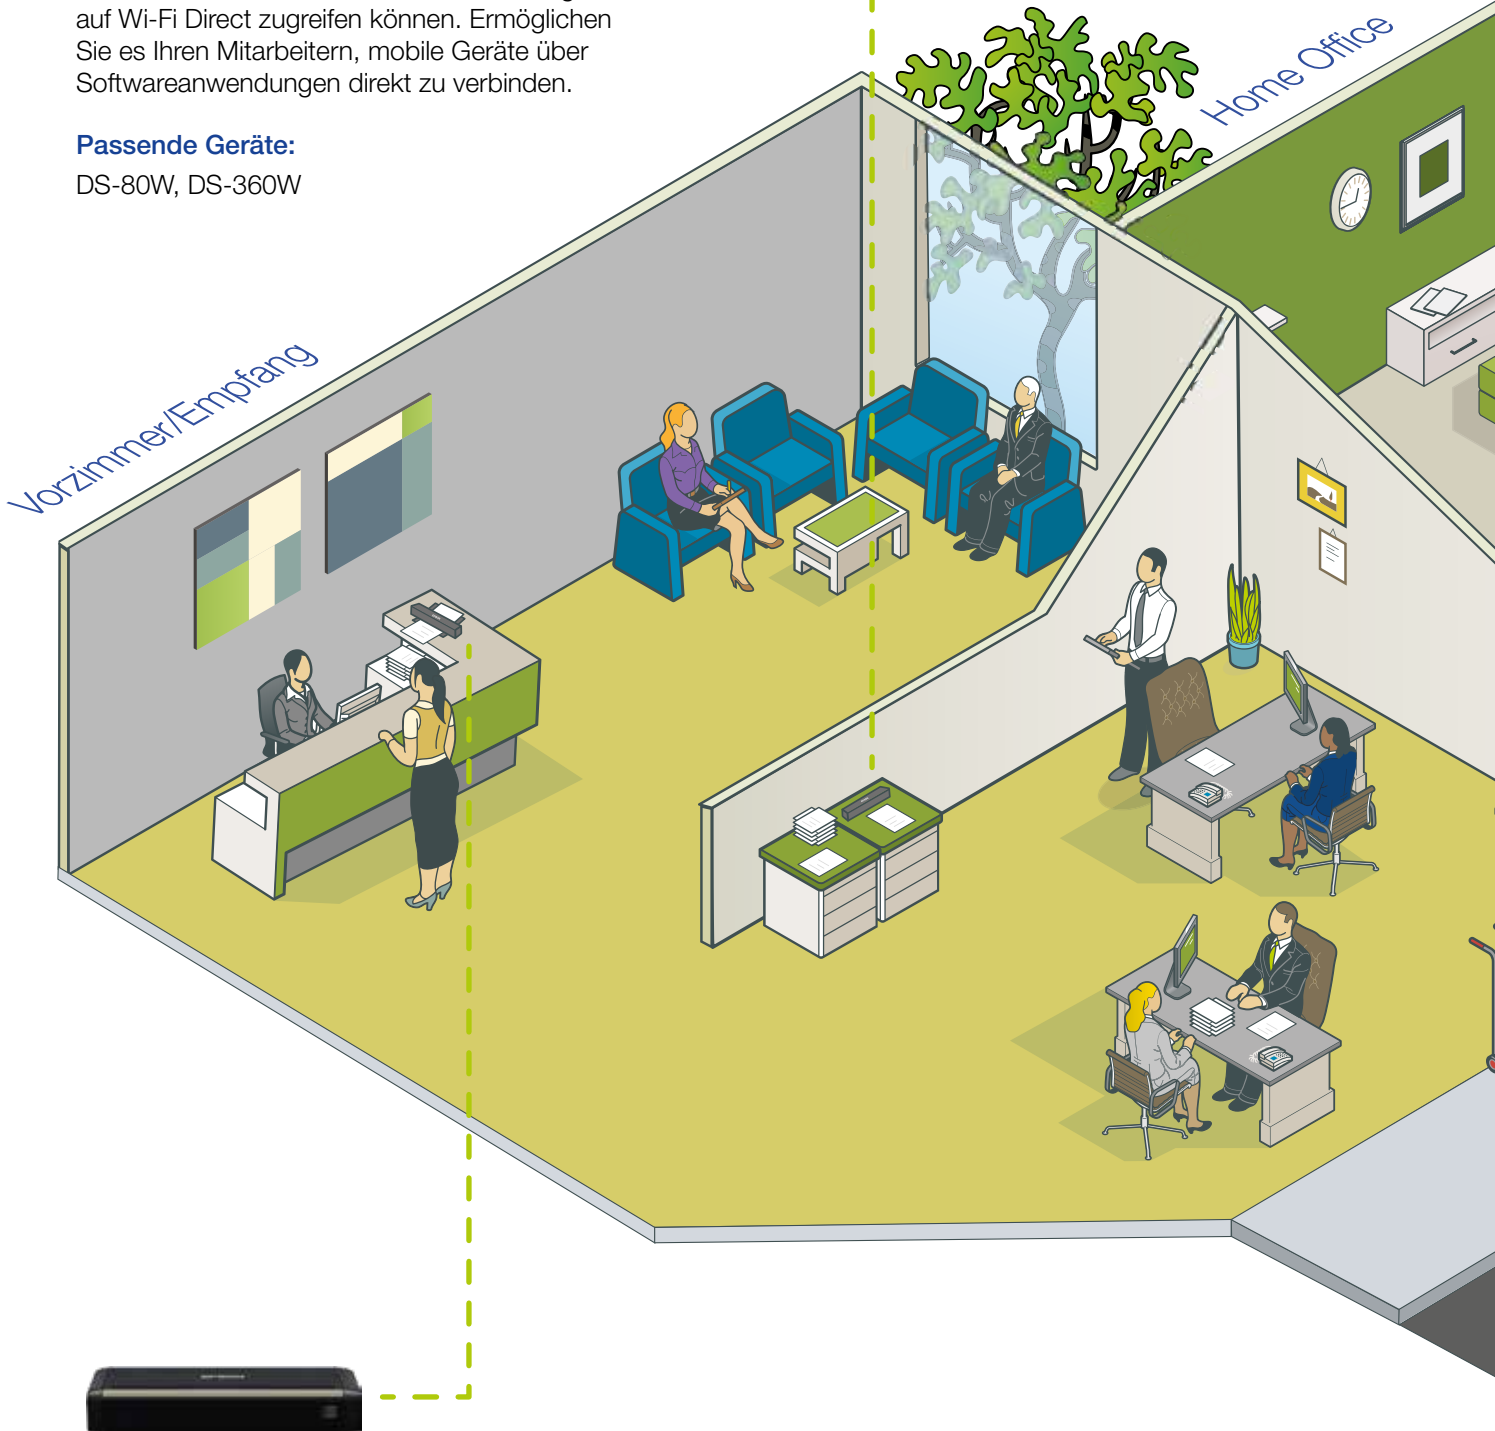 auf Wi-Fi Direct zugreifen können. Ermöglichen
Sie es Ihren Mitarbeitern, mobile Geräte über
Softwareanwendungen direkt zu verbinden.
Passende Geräte:
DS-80W, DS-360W
Home Office
Vorzimmer/Empfang